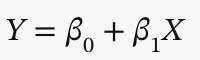 Y = β₀ + β₁X